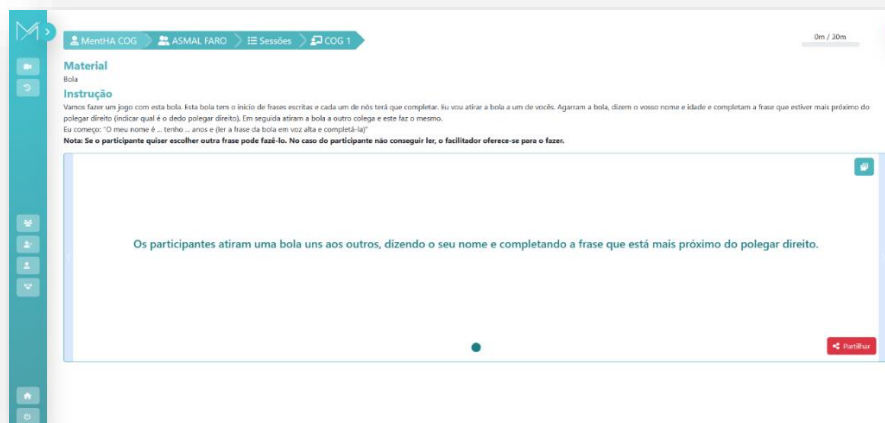 MentHA COG
ASMAL FARO
Sessões
COG 1
0m / 30m
Material
Bola
Instrução
Vamos fazer um jogo com esta bola. Esta bola tem o início de frases escritas e cada um de nós terá que completar. Eu vou atirar a bola a um de vocês. Agarram a bola, dizem o vosso nome e idade e completam a frase que estiver mais próximo do
polegar direito (indicar qual é o dedo polegar direito). Em seguida atiram a bola a outro colega e este faz o mesmo.
Eu começo: "O meu nome é ... tenho ... anos e (ler a frase da bola em voz alta e completá-la)"
Nota: Se o participante quiser escolher outra frase pode fazê-lo. No caso do participante não conseguir ler, o facilitador oferece-se para o fazer.
Os participantes atiram uma bola uns aos outros, dizendo o seu nome e completando a frase que está mais próximo do polegar direito.
Partilhar